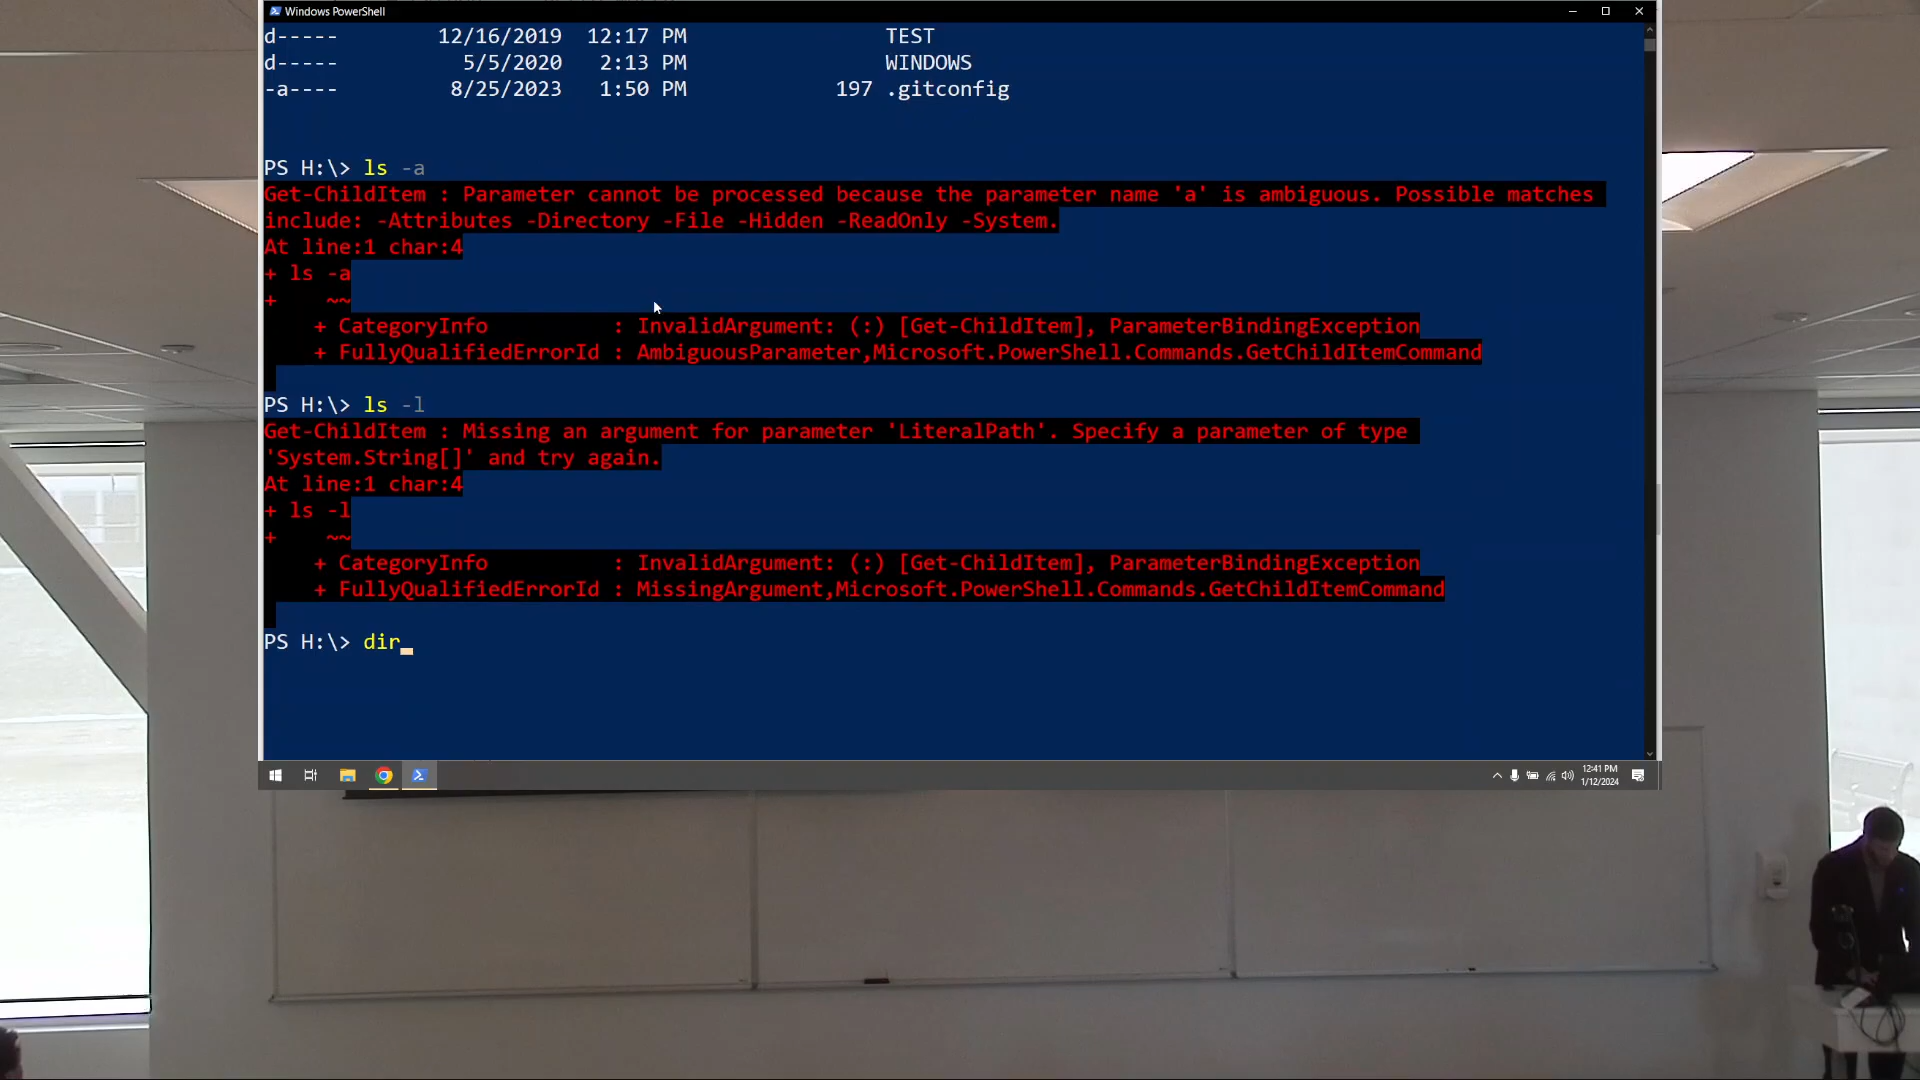 Windows PowerShell
d----- 12/16/2019 12:17 PM TEST
d----- 5/5/2020 2:13 PM WINDOWS
-a---- 8/25/2023 1:50 PM 197 .gitconfig
PS H:\> ls -a
Get-ChildItem : Parameter cannot be processed because the parameter name 'a' is ambiguous. Possible matches
include: -Attributes -Directory -File -Hidden -ReadOnly -System.
At line:1 char:4
+ ls -a
+ ~~
+ CategoryInfo : InvalidArgument: (:) [Get-ChildItem], ParameterBindingException
+ FullyQualifiedErrorId : AmbiguousParameter,Microsoft.PowerShell.Commands.GetChildItemCommand
PS H:\> ls -l
Get-ChildItem : Missing an argument for parameter 'LiteralPath'. Specify a parameter of type
'System.String[]' and try again.
At line:1 char:4
+ ls -l
+ ~~
+ CategoryInfo : InvalidArgument: (:) [Get-ChildItem], ParameterBindingException
+ FullyQualifiedErrorId : MissingArgument,Microsoft.PowerShell.Commands.GetChildItemCommand
PS H:\> dir_
12:41 PM
1/12/2024